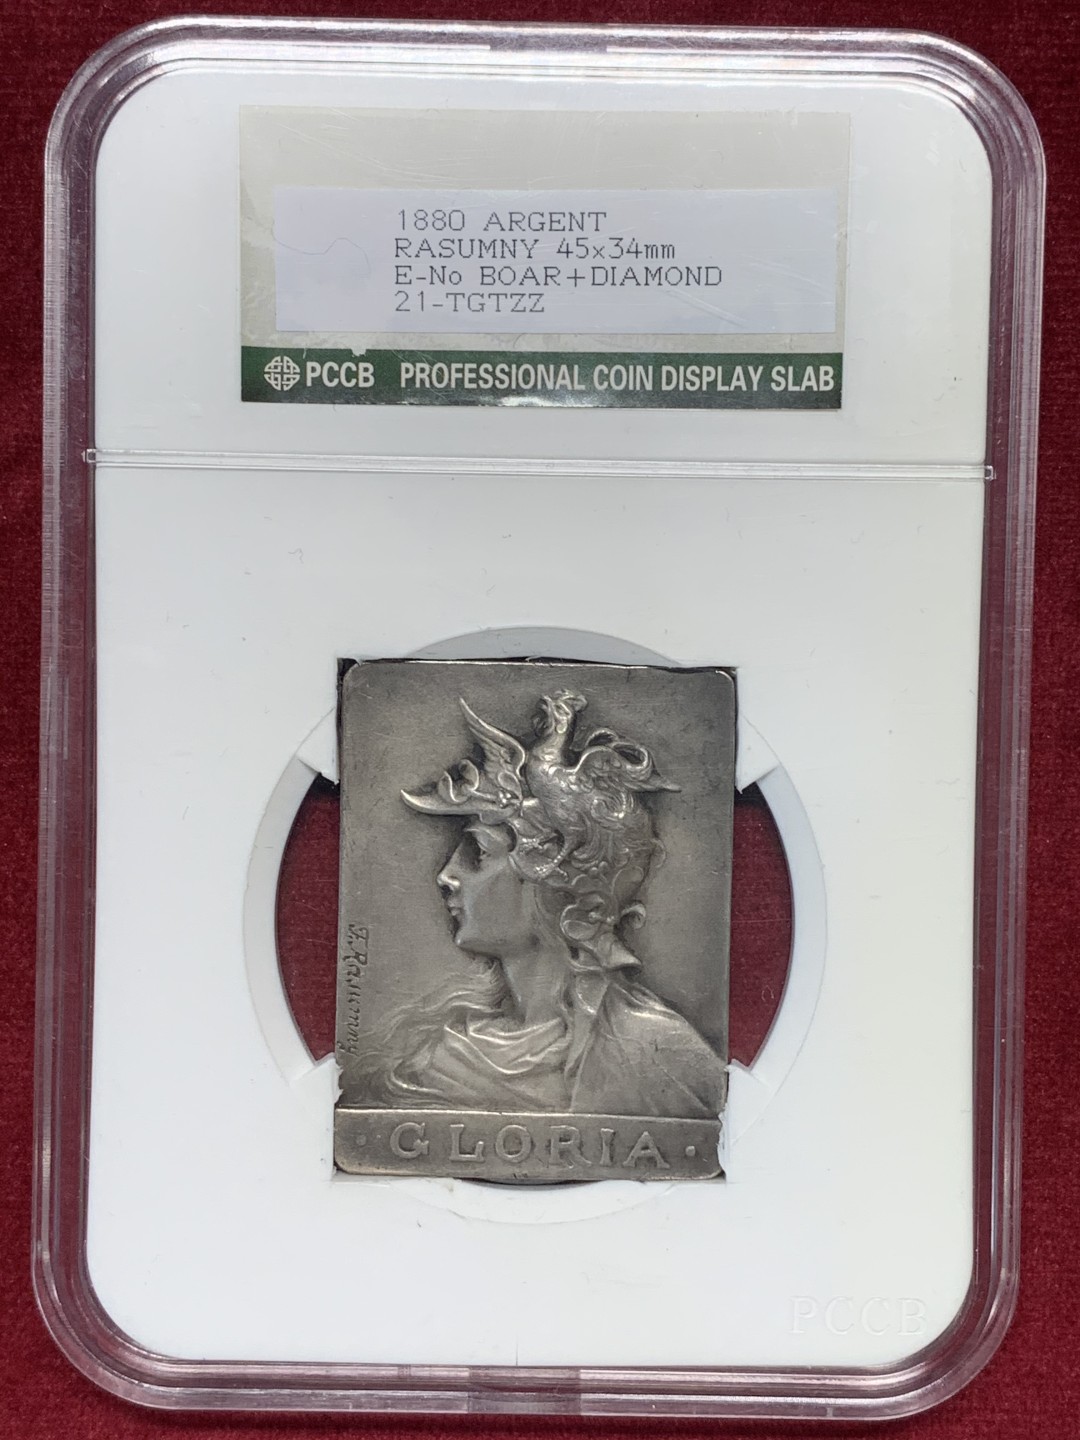 1880 ARGENT
RASUMNY 45x34mm
E-No BOAR+DIAMOND
21-TGTZZ
PCCB PROFESSIONAL COIN DISPLAY SLAB
F. Rasumny
· GLORIA ·
PCCB